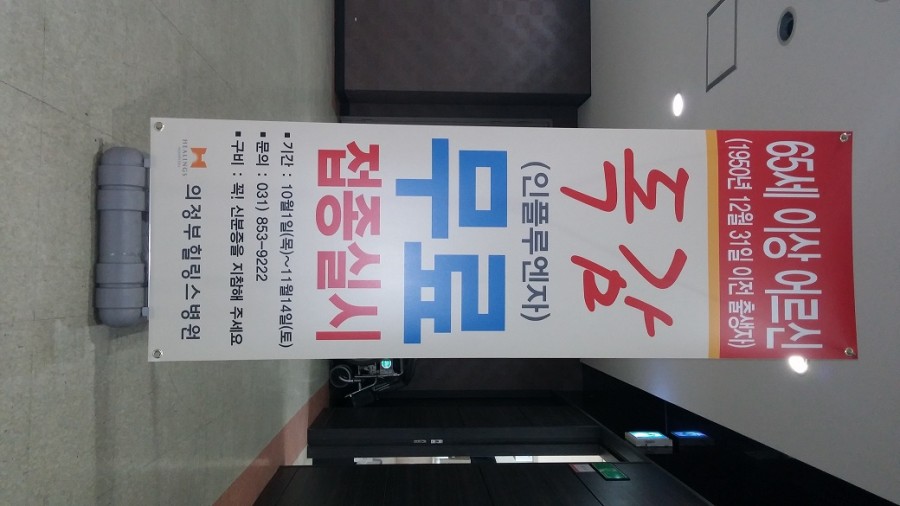 65세 이상 어르신
(1950년 12월 31일 이전 출생자)
독감
(인플루엔자)
무료
접종실시
▪ 기간 : 10월1일(목)~11월14일(토)
▪ 문의 : 031) 853-9222
▪ 구비 : 꼭! 신분증을 지참해 주세요
HEALINGS
의정부힐링스병원